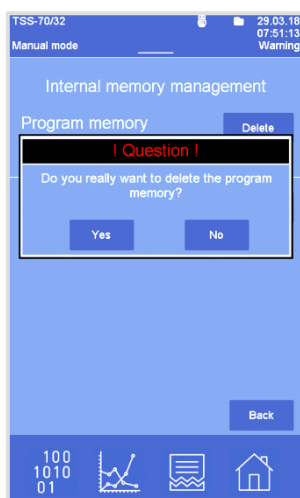 TSS-70/32
29.03.18
07:51:13
Manual mode
Warning
Internal memory management
Program memory
Delete
! Question !
Do you really want to delete the program
memory?
Yes
No
Back
100
1010
01